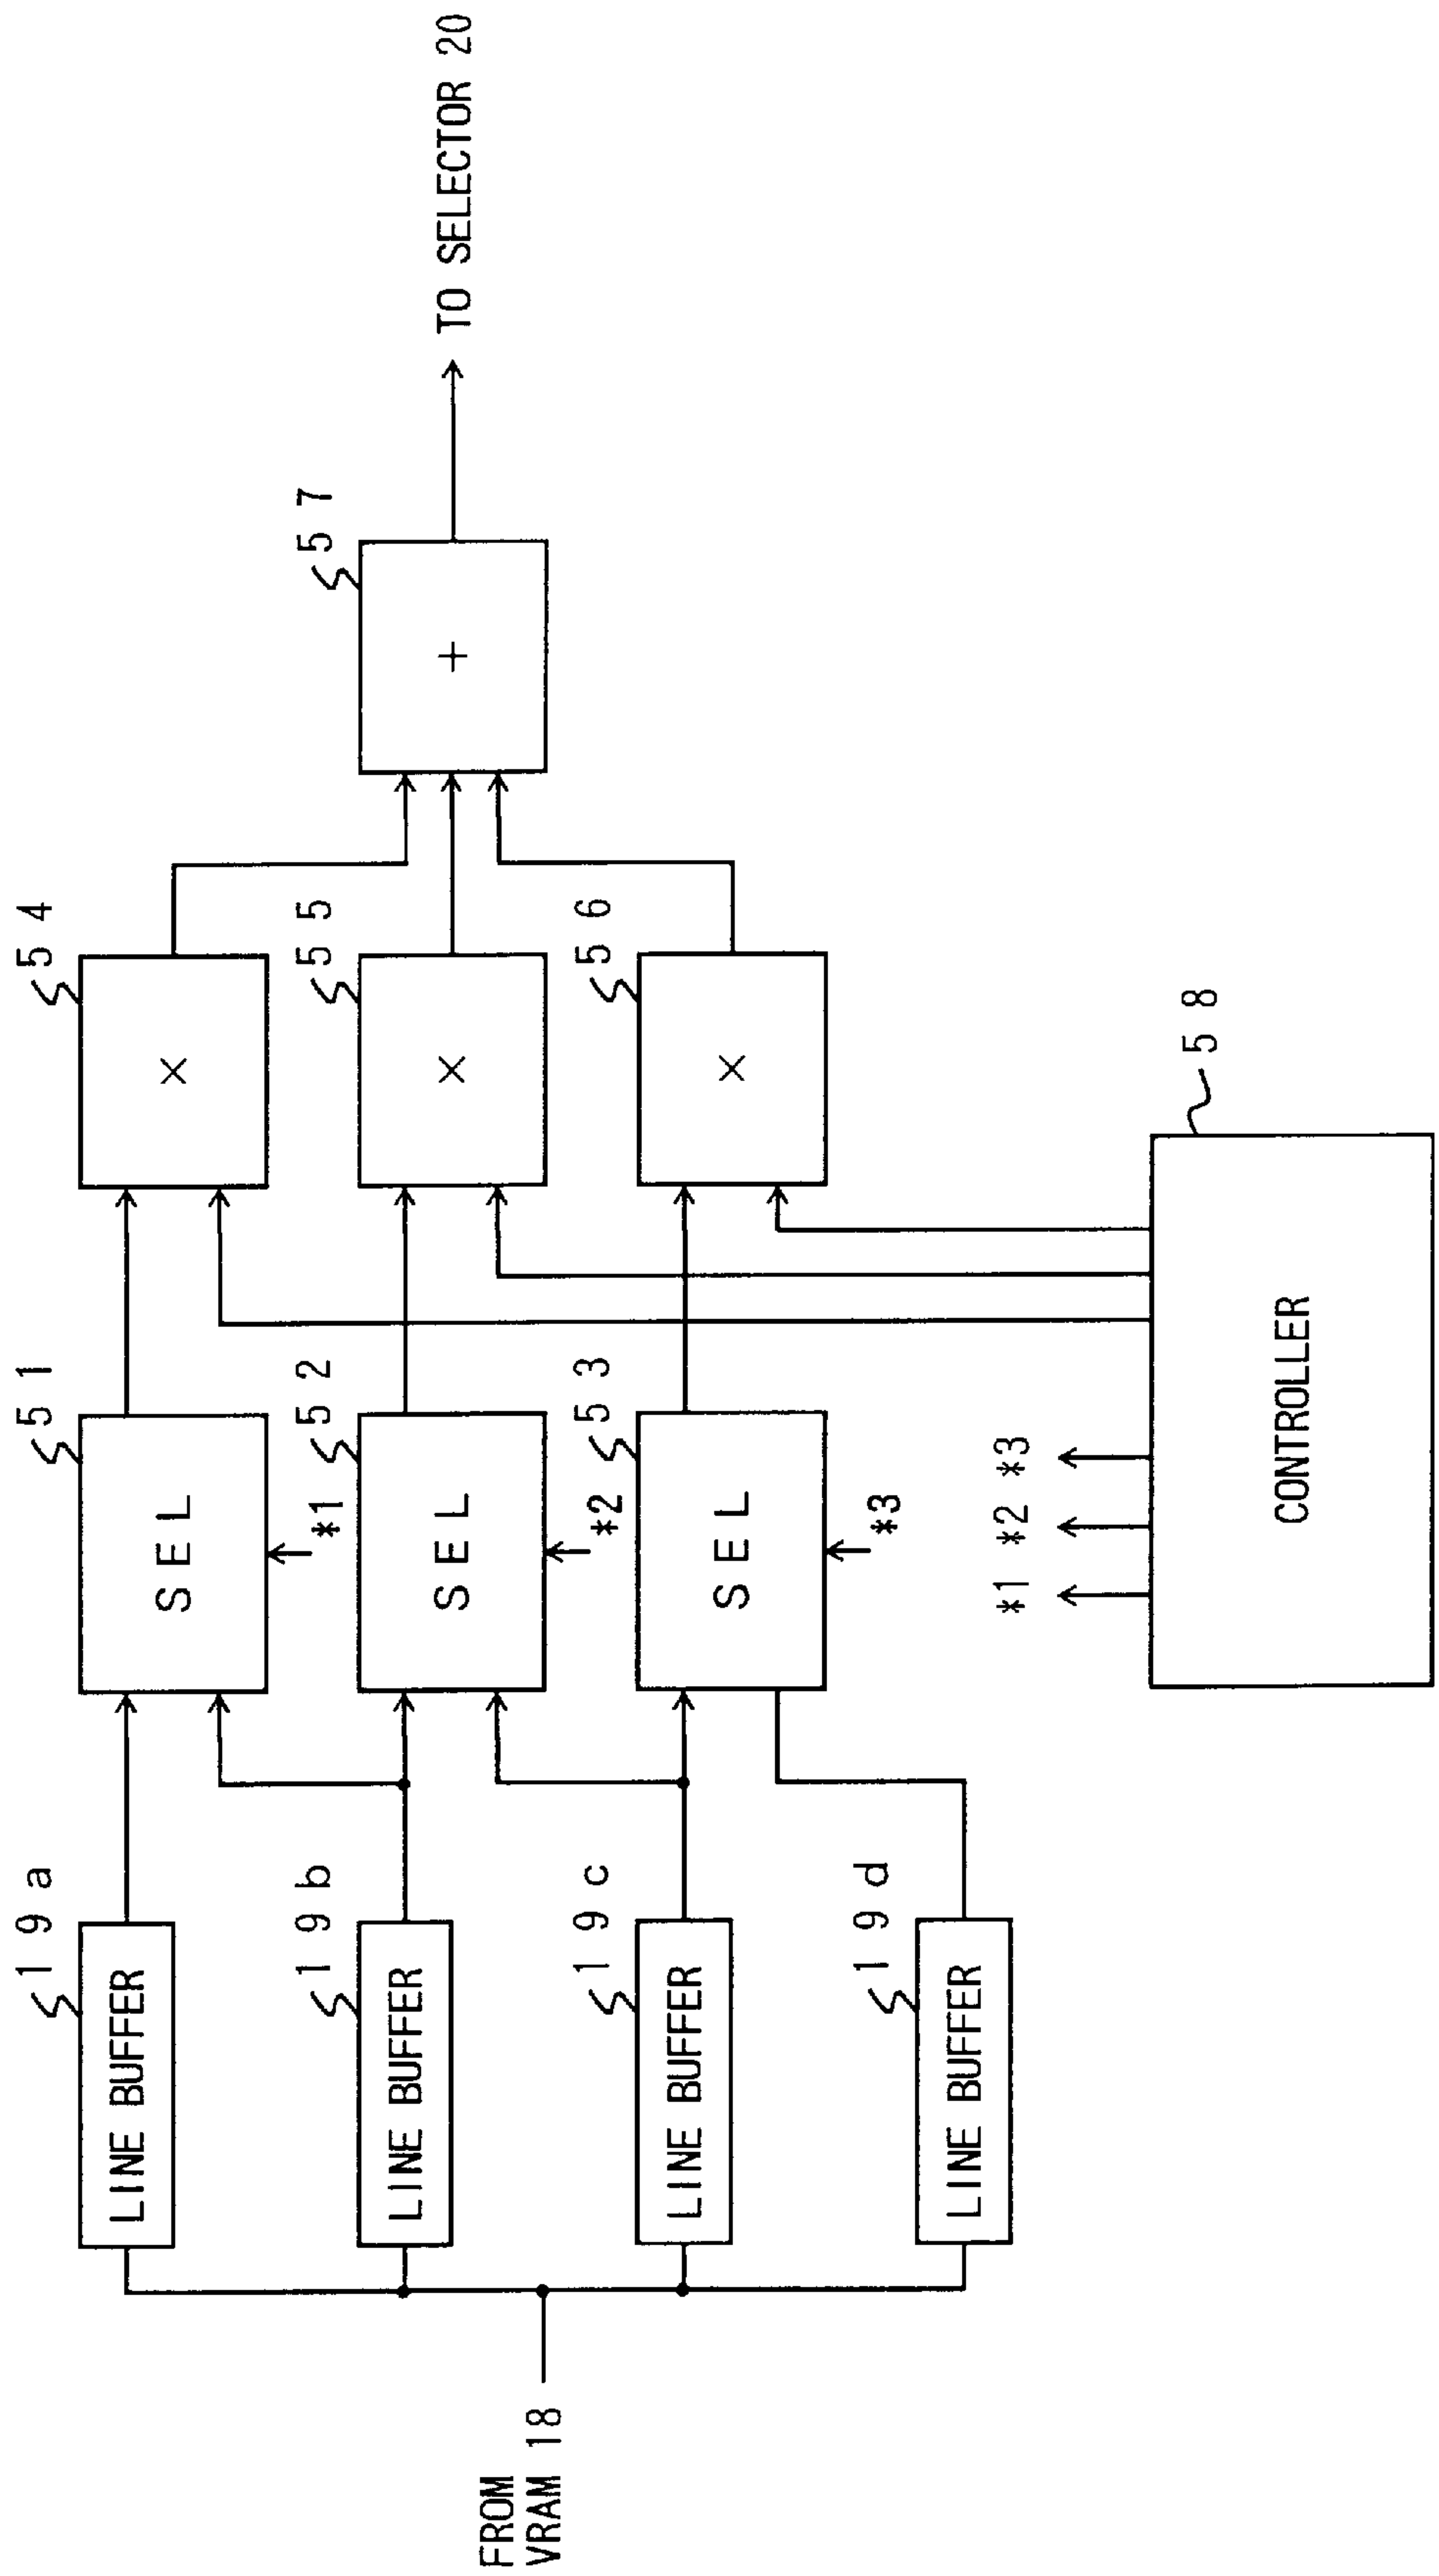 FROM
VRAM 18
19a
LINE BUFFER
19b
LINE BUFFER
19c
LINE BUFFER
19d
LINE BUFFER
51
SEL
*1
52
SEL
*2
53
SEL
*3
54
×
55
×
56
×
57
+
TO SELECTOR 20
*1 *2 *3
CONTROLLER
58